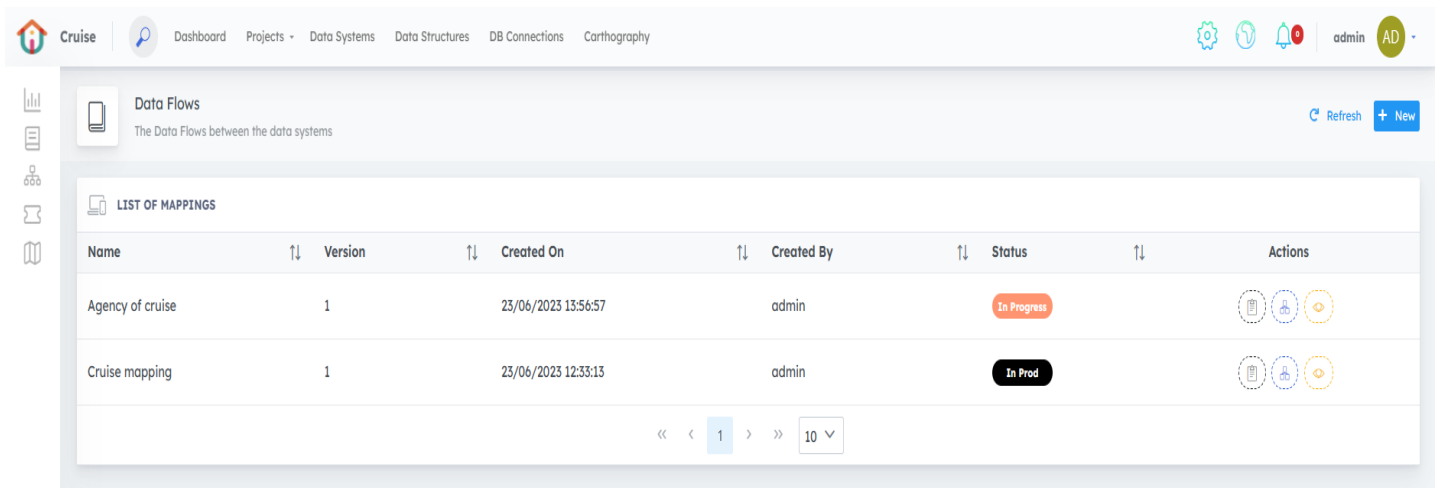 Cruise Dashboard Projects Data Systems Data Structures DB Connections Carthography 0 admin AD
Data Flows
The Data Flows between the data systems
Refresh + New
LIST OF MAPPINGS
Name Version Created On Created By Status Actions
Agency of cruise 1 23/06/2023 13:56:57 admin In Progress
Cruise mapping 1 23/06/2023 12:33:13 admin In Prod
« ‹ 1 › » 10